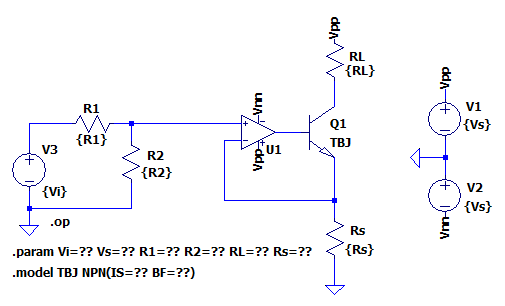 Vpp
RL
{RL}
Vpp
R1
{R1}
Vnn
+
−
+
−
U1
Vpp
Q1
TBJ
V1
{Vs}
+
−
V3
{Vi}
+
−
R2
{R2}
V2
{Vs}
+
−
Vnn
.op
Rs
{Rs}
.param Vi=?? Vs=?? R1=?? R2=?? RL=?? Rs=??
.model TBJ NPN(IS=?? BF=??)